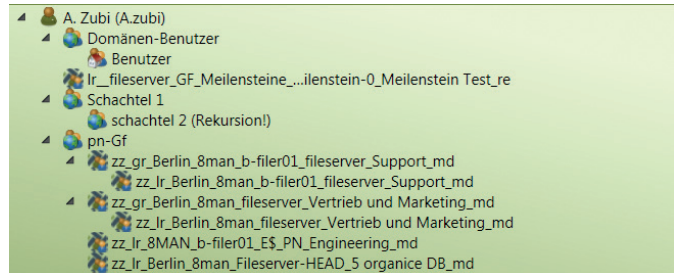 A. Zubi (A.zubi)
Domänen-Benutzer
Benutzer
lr__fileserver_GF_Meilensteine_...ilenstein-0_Meilenstein Test_re
Schachtel 1
schachtel 2 (Rekursion!)
pn-Gf
zz_gr_Berlin_8man_b-filer01_fileserver_Support_md
zz_lr_Berlin_8man_b-filer01_fileserver_Support_md
zz_gr_Berlin_8man_fileserver_Vertrieb und Marketing_md
zz_lr_Berlin_8man_fileserver_Vertrieb und Marketing_md
zz_lr_8MAN_b-filer01_E$_PN_Engineering_md
zz_lr_Berlin_8man_Fileserver-HEAD_5 organice DB_md